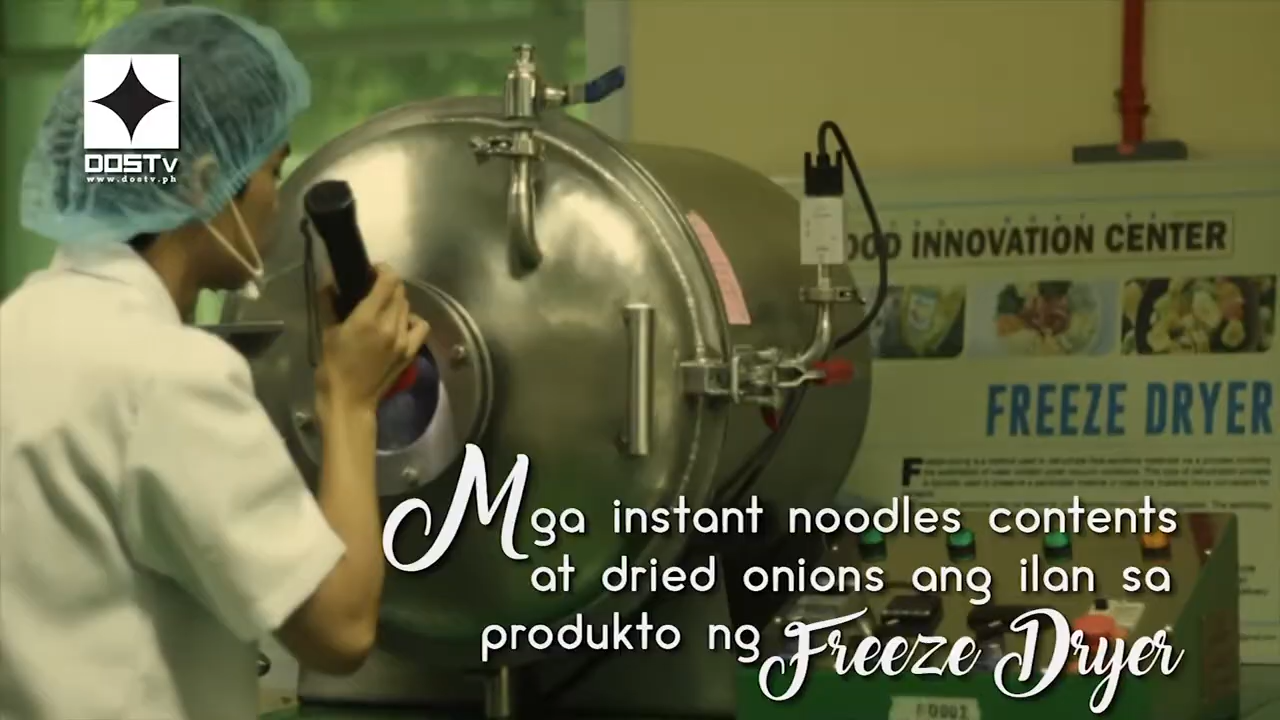 DOSTv
www.dostv.ph
OOD INNOVATION CENTER
FREEZE DRYER
Mga instant noodles contents
at dried onions ang ilan sa
produkto ng Freeze Dryer